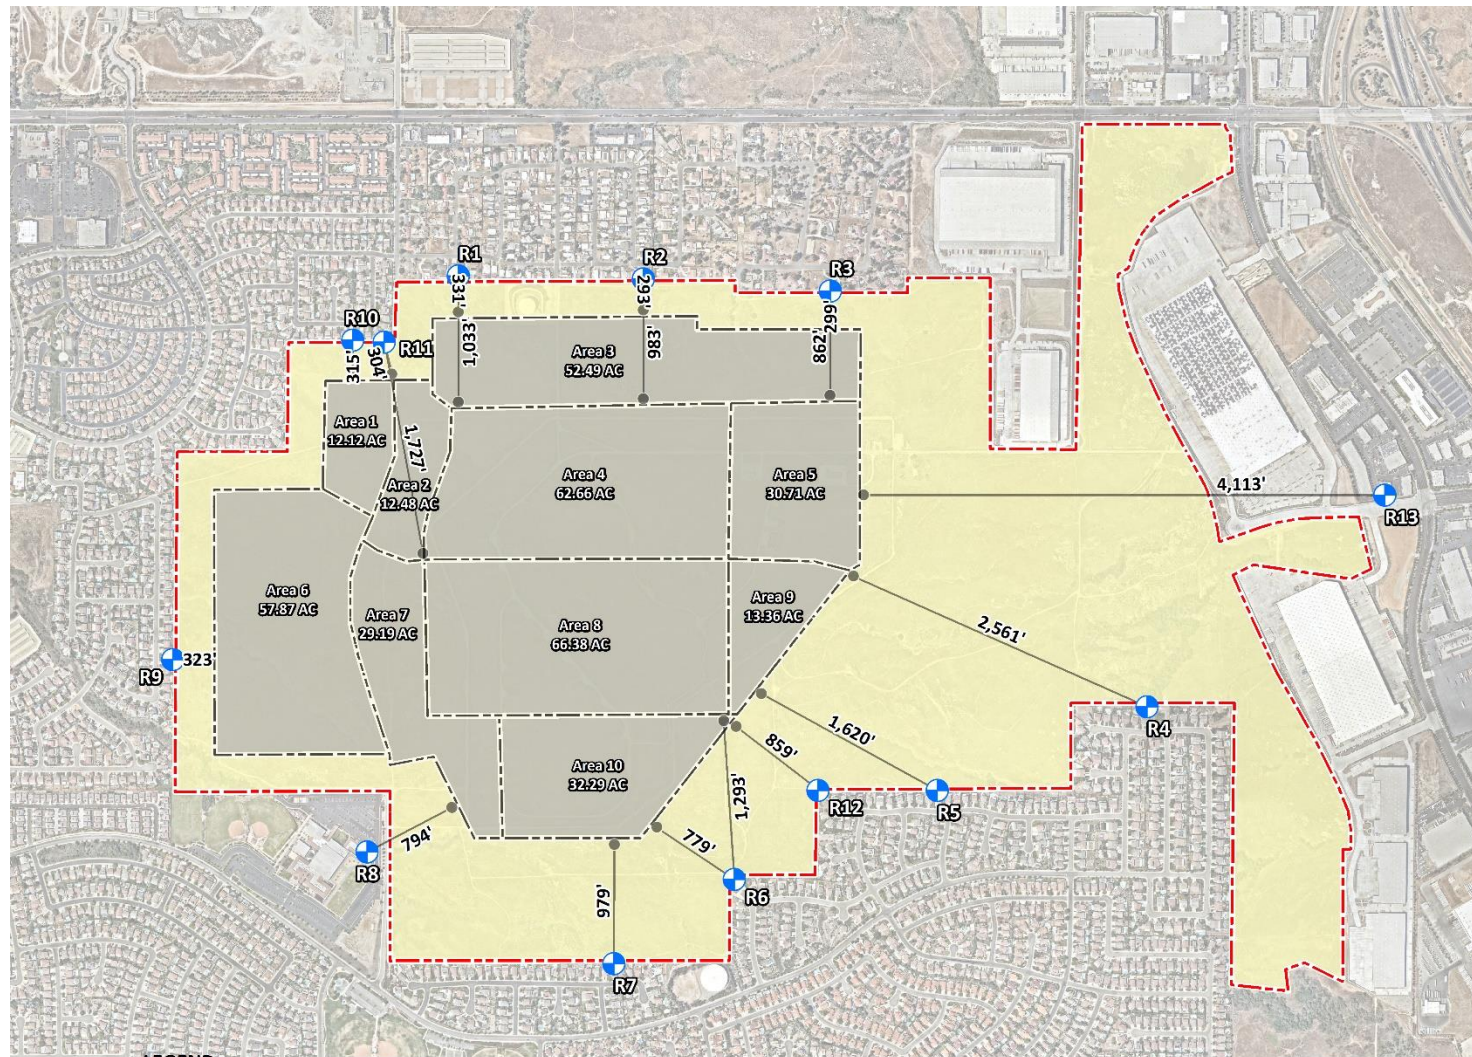 R1
R2
R3
331'
293'
299'
R10
R11
315'
304'
1,033'
983'
862'
Area 3
52.49 AC
Area 1
12.12 AC
1,727'
Area 2
12.48 AC
Area 4
62.66 AC
Area 5
30.71 AC
4,113'
R13
Area 6
57.87 AC
Area 7
29.19 AC
Area 8
66.38 AC
Area 9
13.36 AC
2,561'
R9
323'
R4
1,620'
859'
Area 10
32.29 AC
1,293'
R12
R5
794'
779'
R8
R6
979'
R7